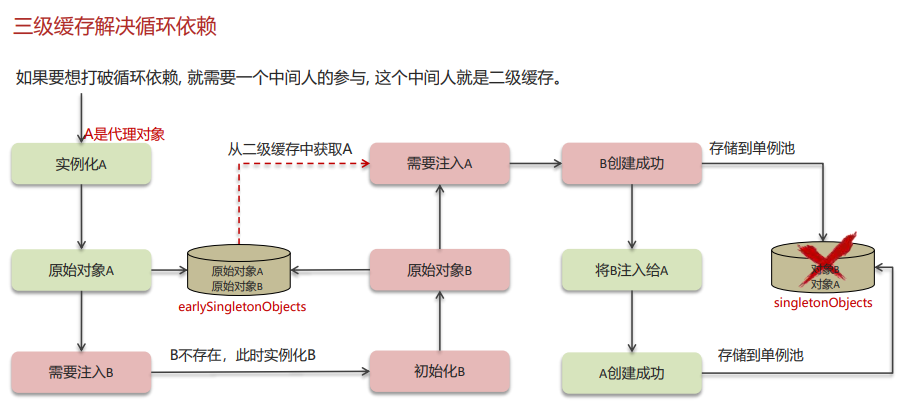 三级缓存解决循环依赖
如果要想打破循环依赖, 就需要一个中间人的参与, 这个中间人就是二级缓存。
A是代理对象
实例化A
从二级缓存中获取A
需要注入A
B创建成功
存储到单例池
原始对象A
原始对象A
原始对象B
earlySingletonObjects
原始对象B
将B注入给A
对象B
对象A
singletonObjects
需要注入B
B不存在，此时实例化B
初始化B
A创建成功
存储到单例池